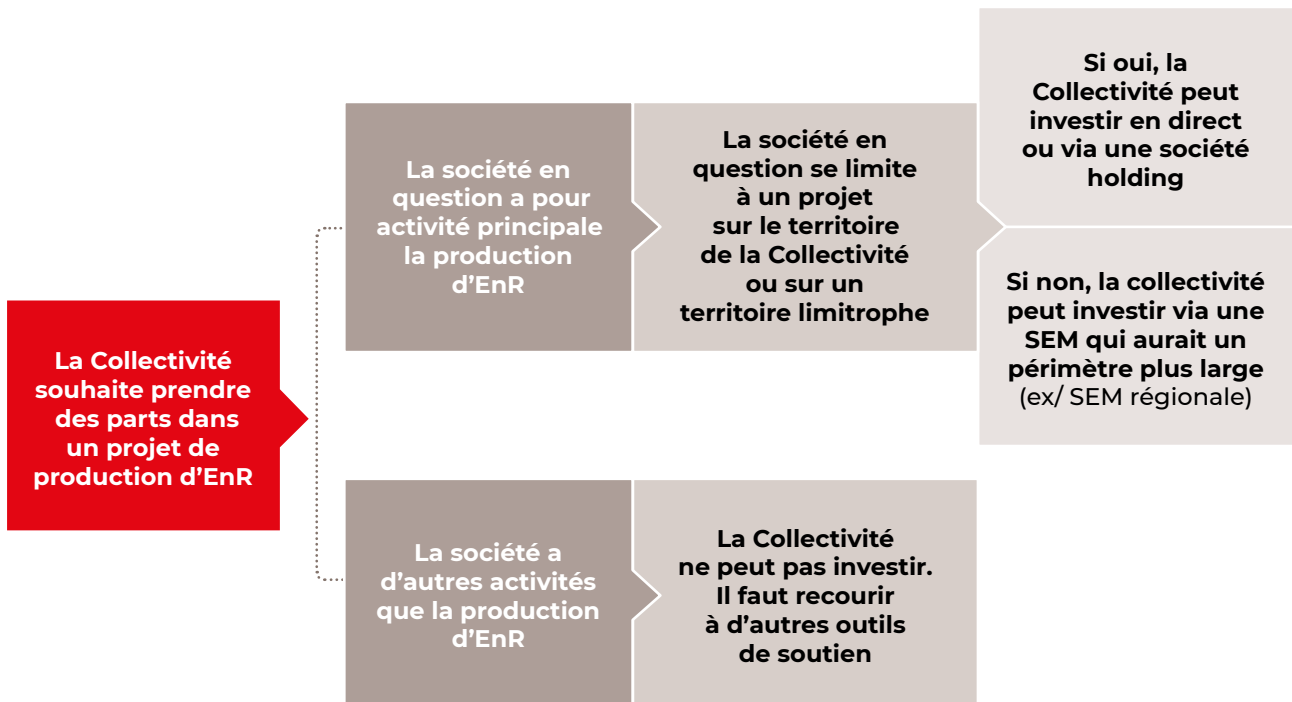 La Collectivité
souhaite prendre
des parts dans
un projet de
production d’EnR
La société en
question a pour
activité principale
la production
d’EnR
La société en
question se limite
à un projet
sur le territoire
de la Collectivité
ou sur un
territoire limitrophe
Si oui, la
Collectivité peut
investir en direct
ou via une société
holding
Si non, la collectivité
peut investir via une
SEM qui aurait un
périmètre plus large
(ex/ SEM régionale)
La société a
d’autres activités
que la production
d’EnR
La Collectivité
ne peut pas investir.
Il faut recourir
à d’autres outils
de soutien